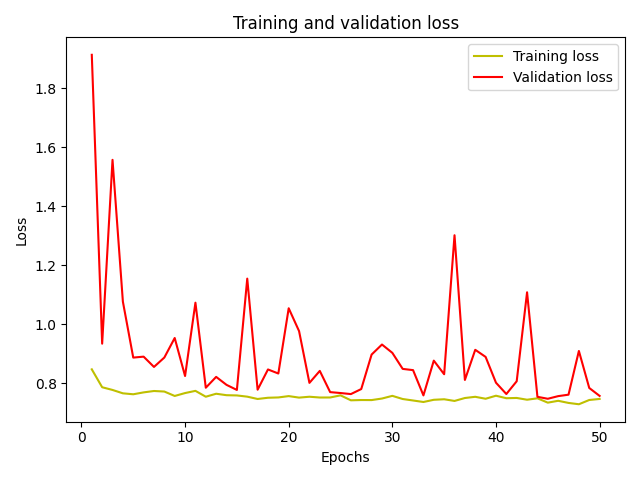 Training and validation loss
Training loss
Validation loss
Loss
1.8
1.6
1.4
1.2
1.0
0.8
0 10 20 30 40 50
Epochs